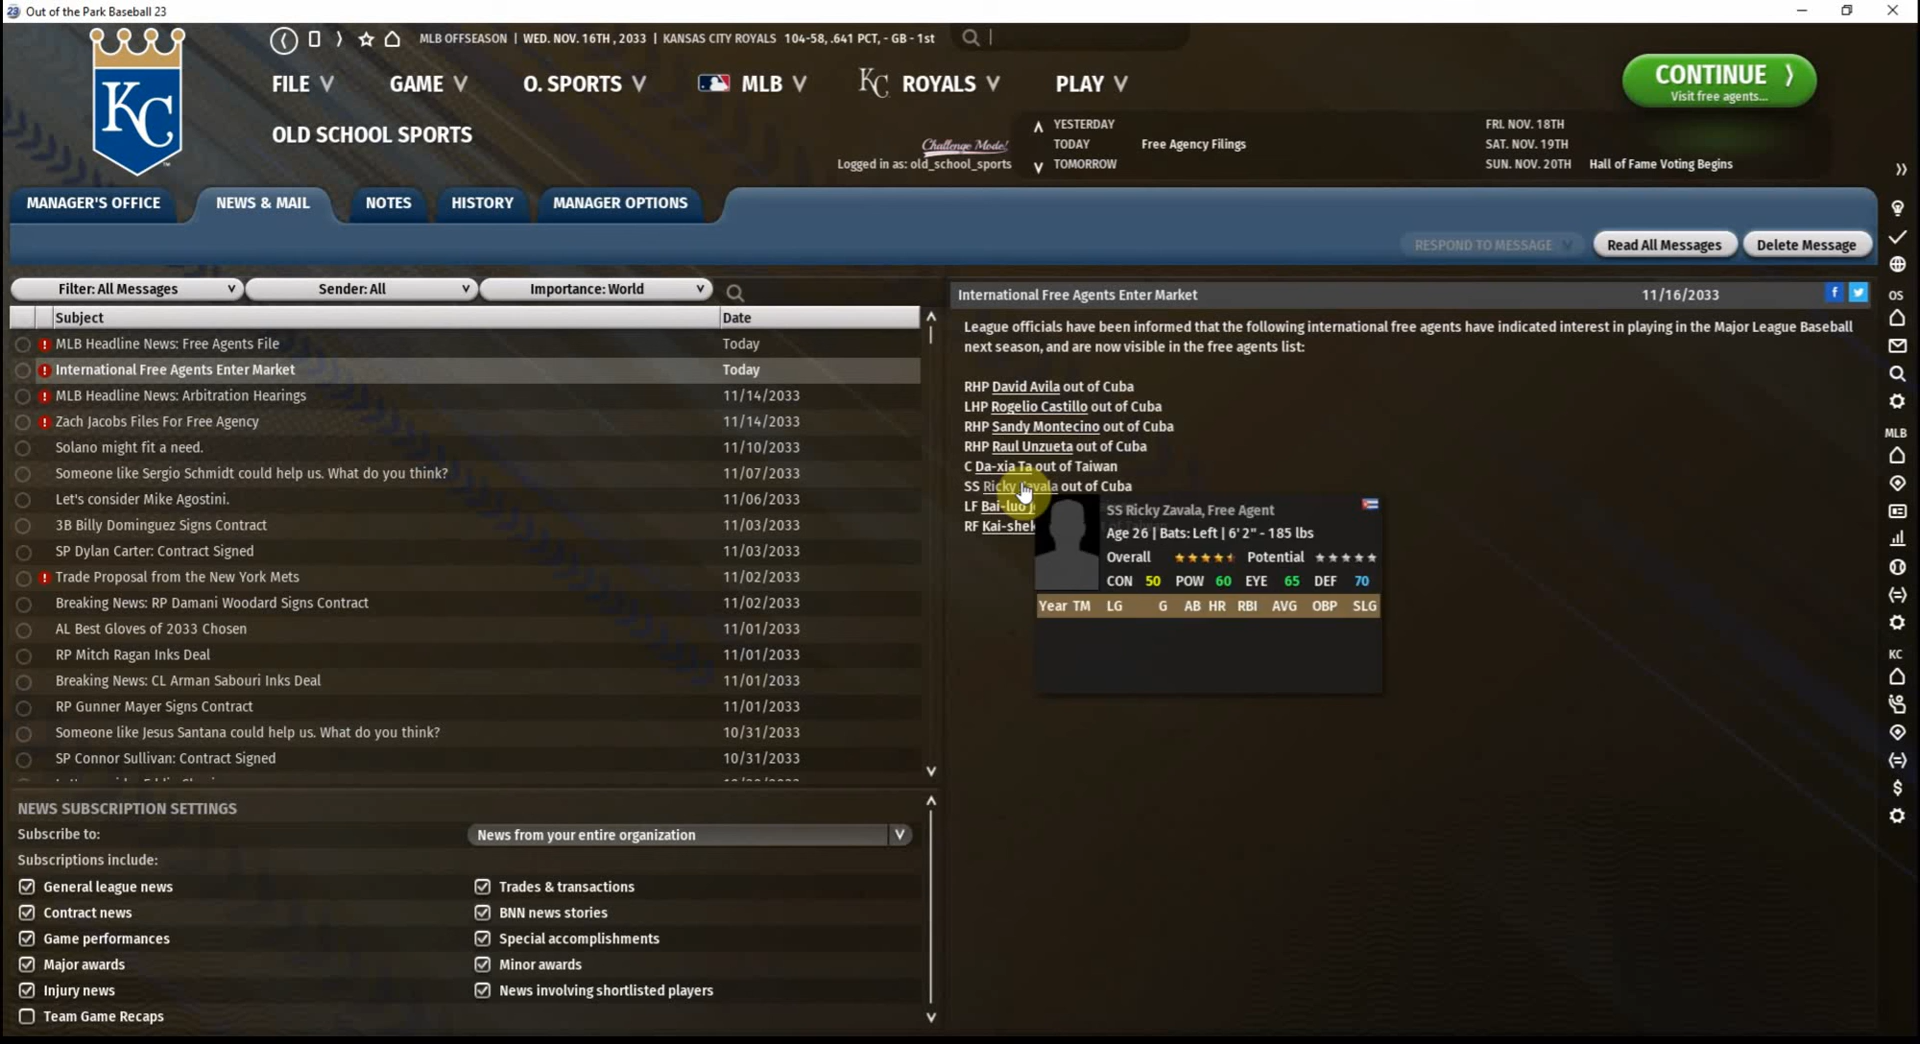 Out of the Park Baseball 23
MLB OFFSEASON | WED. NOV. 16TH , 2033 | KANSAS CITY ROYALS 104-58, .641 PCT, - GB - 1st
KC
FILE GAME O. SPORTS MLB KC ROYALS PLAY
CONTINUE
Visit free agents...
OLD SCHOOL SPORTS
Challenge Mode!
Logged in as: old_school_sports
YESTERDAY
TODAY Free Agency Filings
TOMORROW
FRI. NOV. 18TH
SAT. NOV. 19TH
SUN. NOV. 20TH Hall of Fame Voting Begins
MANAGER'S OFFICE NEWS & MAIL NOTES HISTORY MANAGER OPTIONS
RESPOND TO MESSAGE Read All Messages Delete Message
Filter: All Messages Sender: All Importance: World
Subject Date
MLB Headline News: Free Agents File Today
International Free Agents Enter Market Today
MLB Headline News: Arbitration Hearings 11/14/2033
Zach Jacobs Files For Free Agency 11/14/2033
Solano might fit a need. 11/10/2033
Someone like Sergio Schmidt could help us. What do you think? 11/07/2033
Let's consider Mike Agostini. 11/06/2033
3B Billy Dominguez Signs Contract 11/03/2033
SP Dylan Carter: Contract Signed 11/03/2033
Trade Proposal from the New York Mets 11/02/2033
Breaking News: RP Damani Woodard Signs Contract 11/02/2033
AL Best Gloves of 2033 Chosen 11/01/2033
RP Mitch Ragan Inks Deal 11/01/2033
Breaking News: CL Arman Sabouri Inks Deal 11/01/2033
RP Gunner Mayer Signs Contract 11/01/2033
Someone like Jesus Santana could help us. What do you think? 10/31/2033
SP Connor Sullivan: Contract Signed 10/31/2033
NEWS SUBSCRIPTION SETTINGS
Subscribe to: News from your entire organization
Subscriptions include:
General league news Trades & transactions
Contract news BNN news stories
Game performances Special accomplishments
Major awards Minor awards
Injury news News involving shortlisted players
Team Game Recaps
International Free Agents Enter Market 11/16/2033
League officials have been informed that the following international free agents have indicated interest in playing in the Major League Baseball
next season, and are now visible in the free agents list:
RHP David Avila out of Cuba
LHP Rogelio Castillo out of Cuba
RHP Sandy Montecino out of Cuba
RHP Raul Unzueta out of Cuba
C Da-xia Ta out of Taiwan
SS Ricky Zavala out of Cuba
LF Bai-luo
RF Kai-shek
SS Ricky Zavala, Free Agent
Age 26 | Bats: Left | 6' 2" - 185 lbs
Overall Potential
CON 50 POW 60 EYE 65 DEF 70
Year TM LG G AB HR RBI AVG OBP SLG
OS
MLB
KC